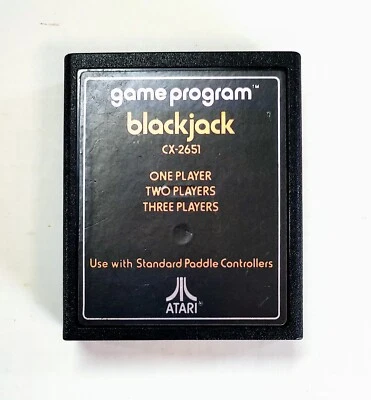 game program™
blackjack
CX-2651
ONE PLAYER
TWO PLAYERS
THREE PLAYERS
Use with Standard Paddle Controllers
ATARI®